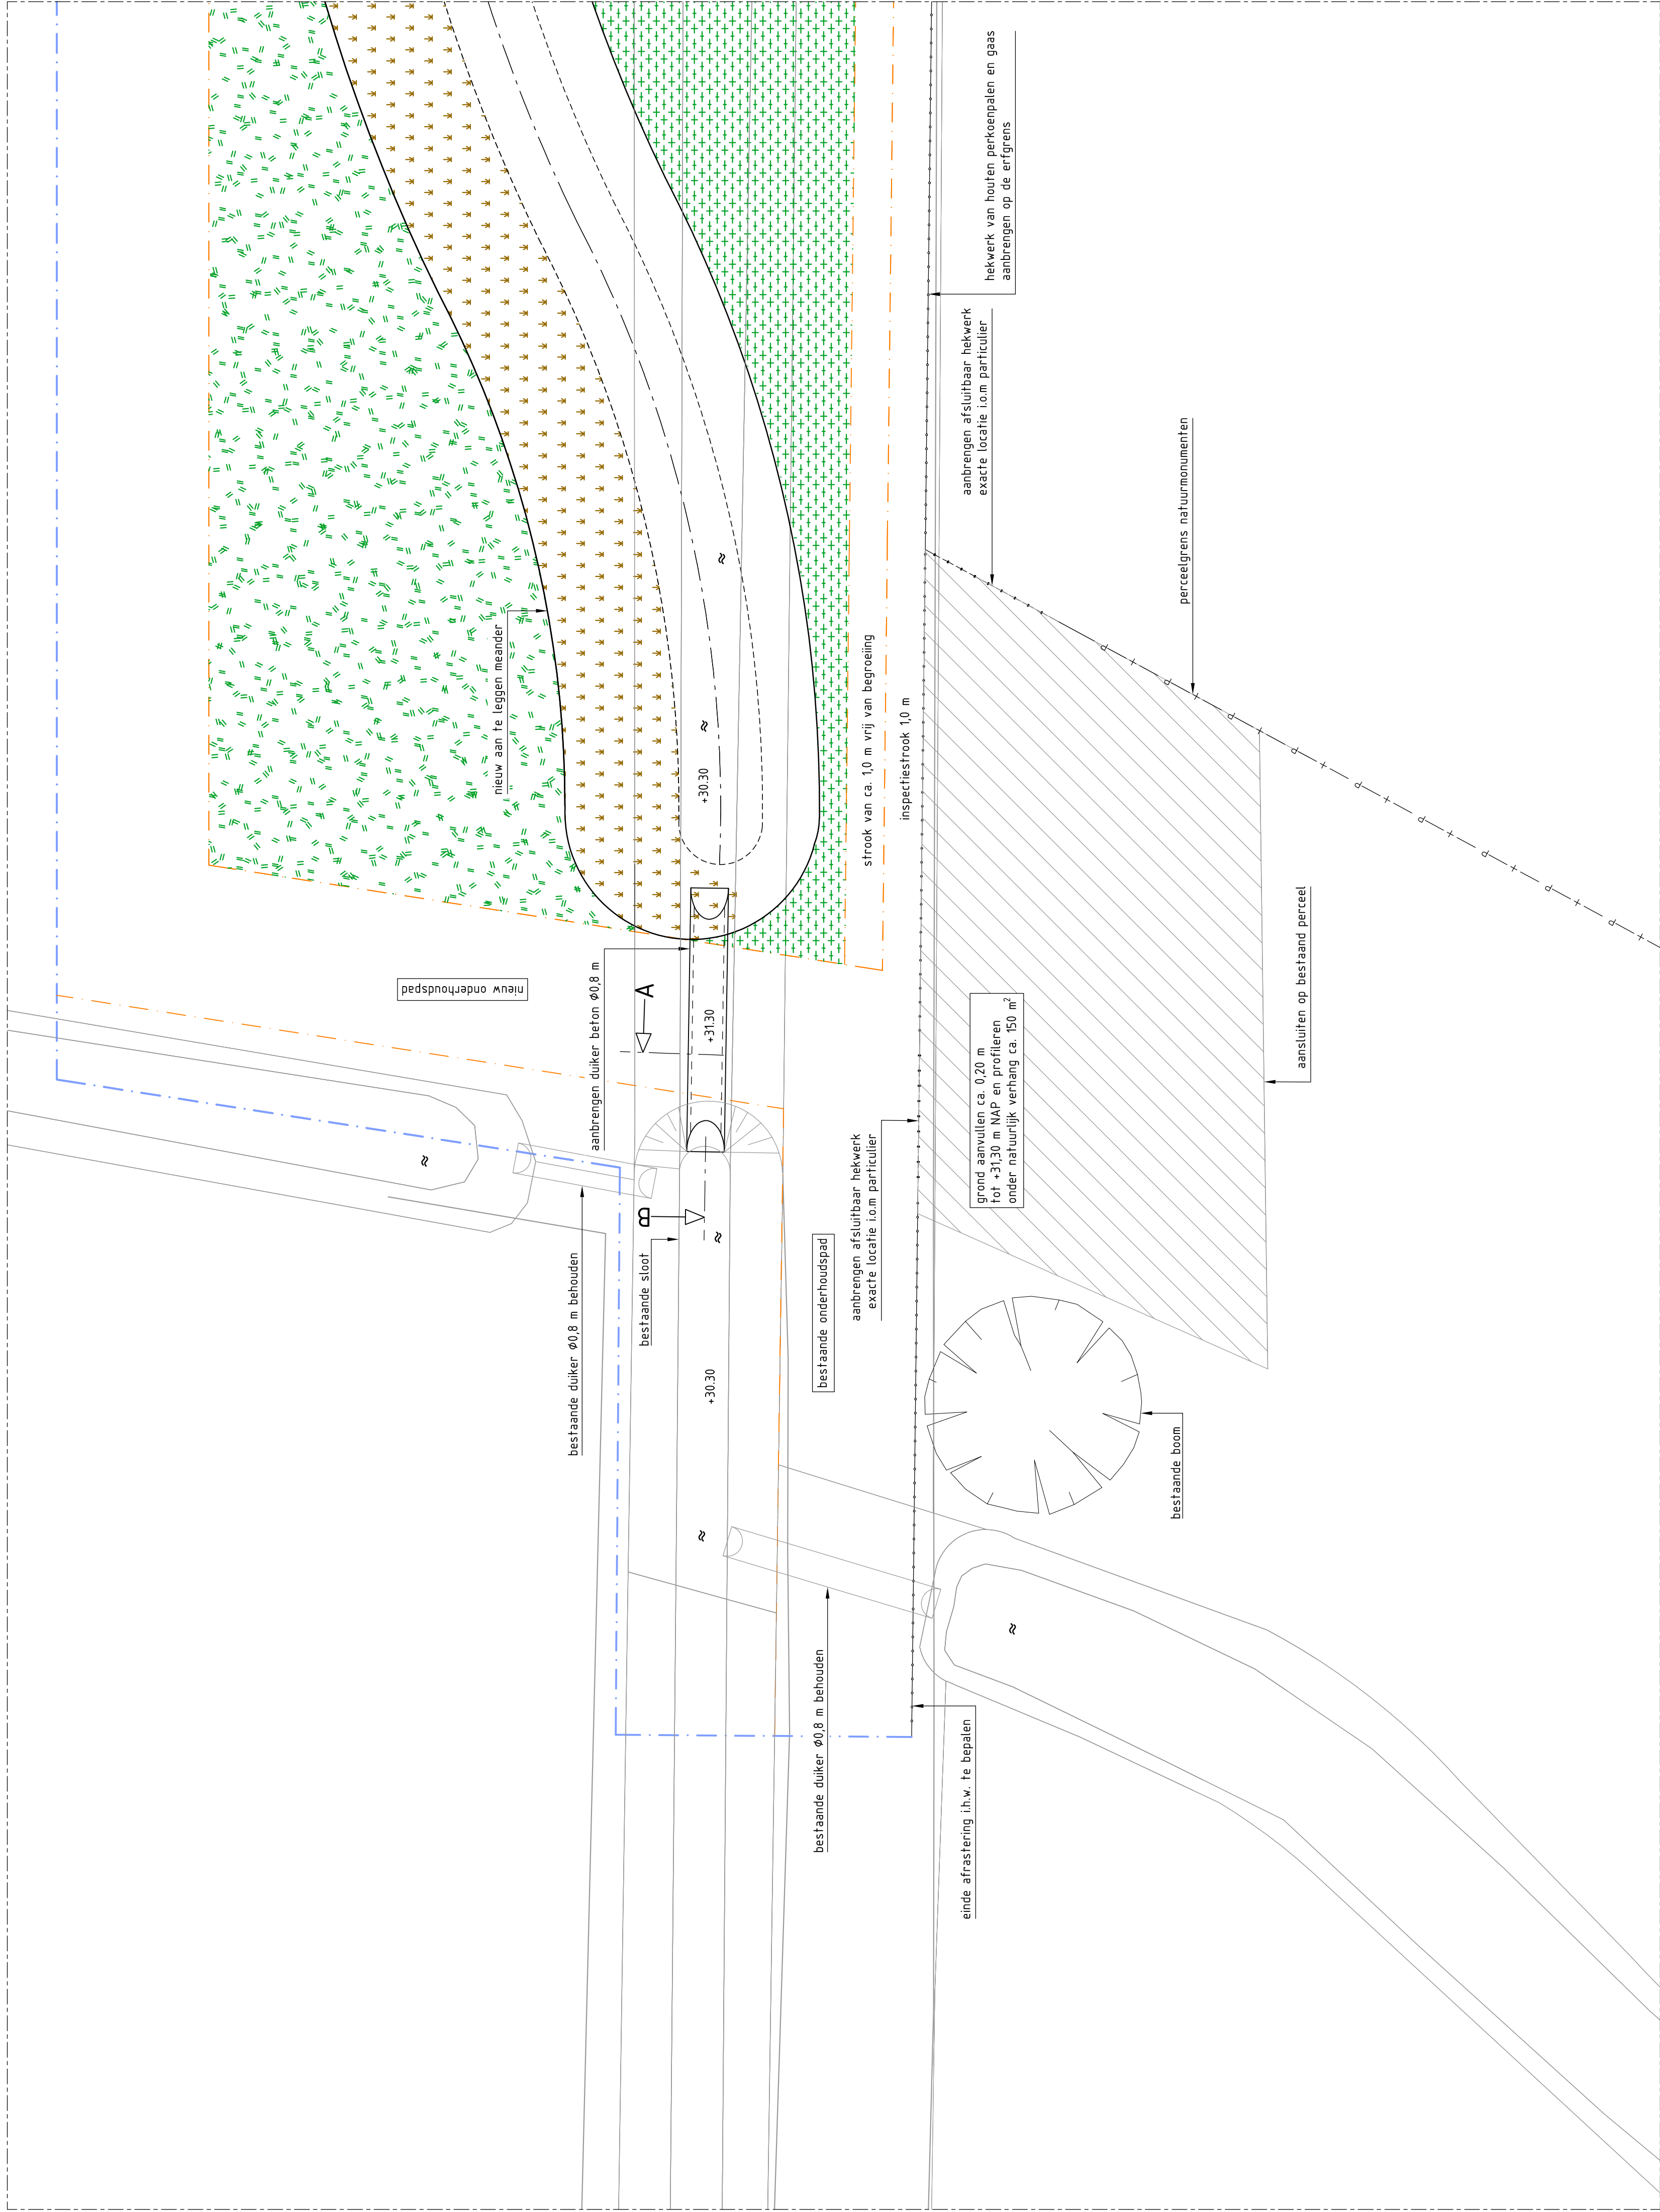 hekwerk van houten perkoenpalen en gaas
aanbrengen op de erfgrens
aanbrengen afsluitbaar hekwerk
exacte locatie i.o.m particulier
perceelgrens natuurmonumenten
nieuw aan te leggen meander
+30.30
strook van ca. 1,0 m vrij van begroeiing
inspectiestrook 1,0 m
nieuw onderhoudspad
aanbrengen duiker beton Ø0,8 m
A
+31.30
grond aanvullen ca. 0,20 m
tot +31,30 m NAP en profileren
onder natuurlijk verhang ca. 150 m²
aansluiten op bestaand perceel
bestaande duiker Ø0,8 m behouden
B
bestaande sloot
bestaande onderhoudspad
aanbrengen afsluitbaar hekwerk
exacte locatie i.o.m particulier
+30.30
bestaande boom
bestaande duiker Ø0,8 m behouden
einde afrastering i.h.w. te bepalen
P
P
P
P
P
P
P
P
P